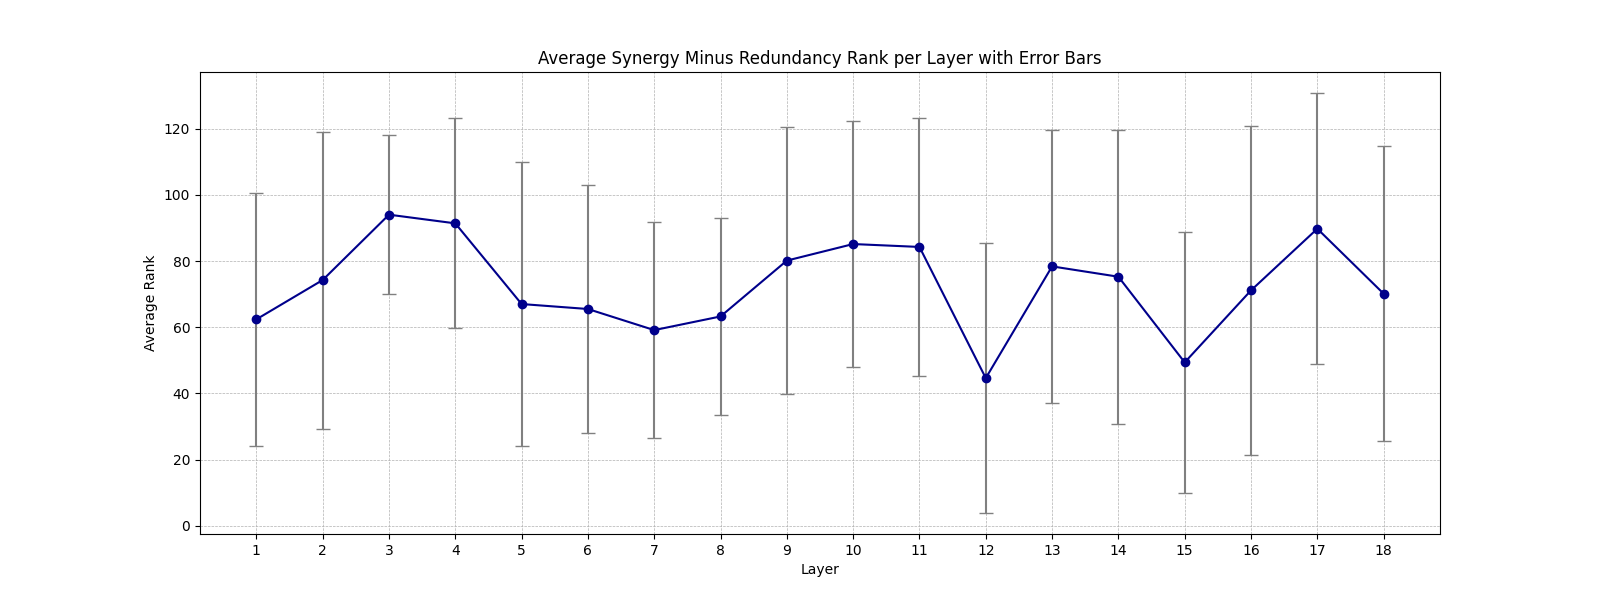 Average Synergy Minus Redundancy Rank per Layer with Error Bars
120
100
80
60
40
20
0
Average Rank
1 2 3 4 5 6 7 8 9 10 11 12 13 14 15 16 17 18
Layer